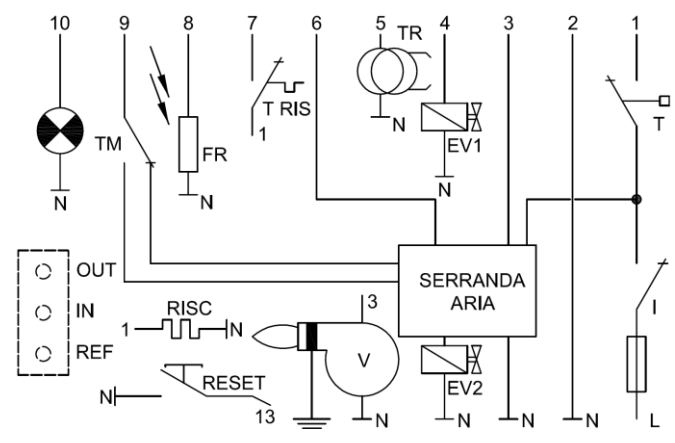 10 9 8 7 6 5 4 3 2 1
TR
T RIS
TM
1
N
EV1
T
FR
N
N
N
OUT
IN
REF
SERRANDA
ARIA
RISC
1
N
3
V
I
EV2
RESET
N
13
N
N
N
N
L